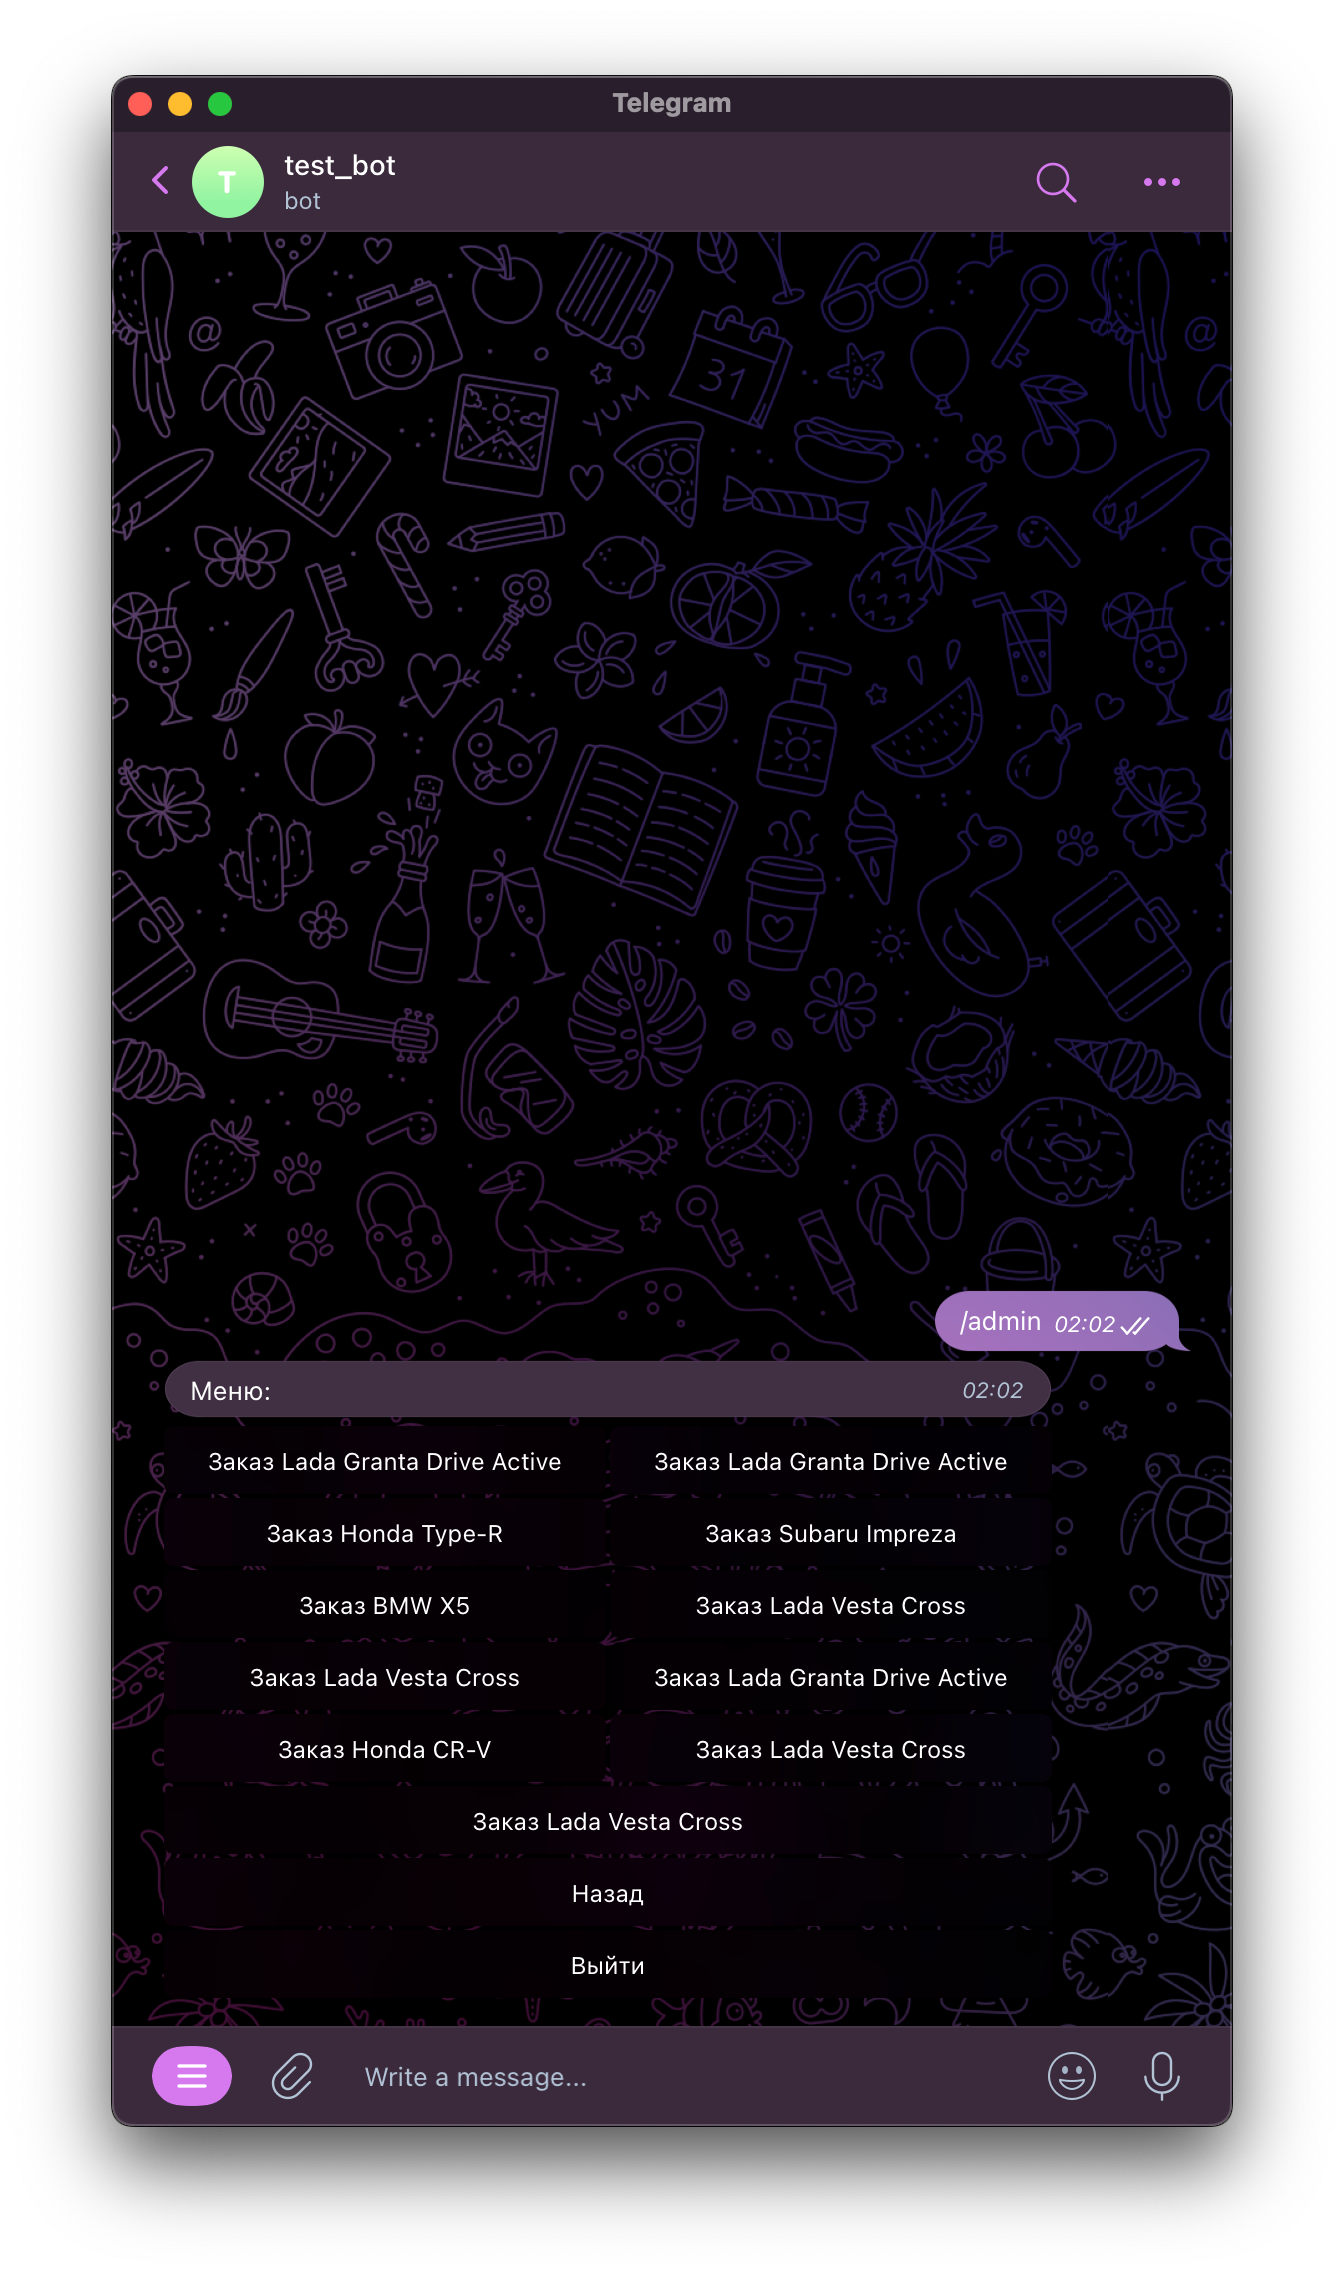 Telegram
T
test_bot
bot
@
31
YUM
@
/admin 02:02
Меню: 02:02
Заказ Lada Granta Drive Active
Заказ Lada Granta Drive Active
Заказ Honda Type-R
Заказ Subaru Impreza
Заказ BMW X5
Заказ Lada Vesta Cross
Заказ Lada Vesta Cross
Заказ Lada Granta Drive Active
Заказ Honda CR-V
Заказ Lada Vesta Cross
Заказ Lada Vesta Cross
Назад
Выйти
Write a message...